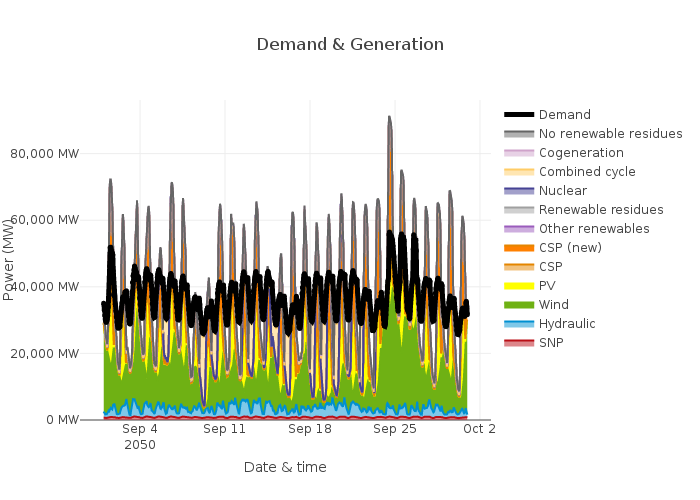 Demand & Generation
Power (MW)
80,000 MW
60,000 MW
40,000 MW
20,000 MW
0 MW
Sep 4
2050
Sep 11
Sep 18
Sep 25
Oct 2
Date & time
Demand
No renewable residues
Cogeneration
Combined cycle
Nuclear
Renewable residues
Other renewables
CSP (new)
CSP
PV
Wind
Hydraulic
SNP